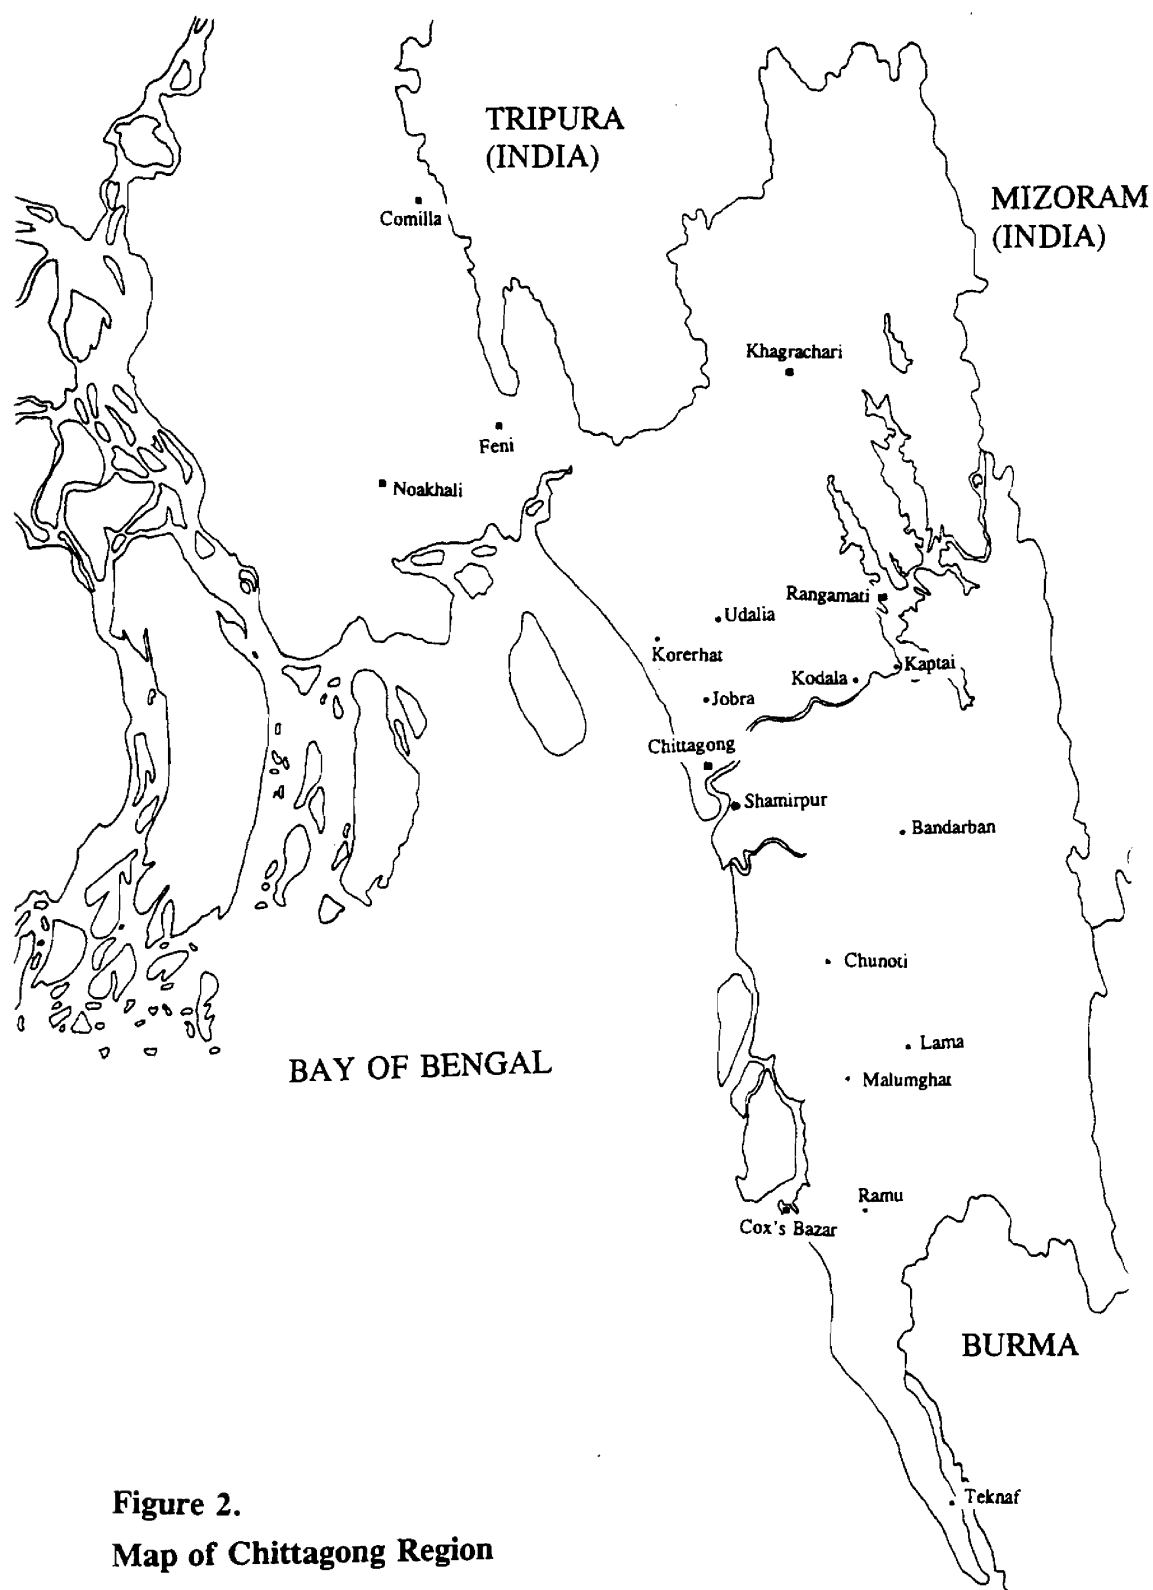 TRIPURA
(INDIA)
MIZORAM
(INDIA)
Comilla
Khagrachari
Feni
Noakhali
Rangamati
Udalia
Korerhat
Kaptai
Kodala
Jobra
Chittagong
Shamirpur
Bandarban
Chunoti
Lama
BAY OF BENGAL
Malumghat
Ramu
Cox's Bazar
BURMA
Teknaf
Figure 2.
Map of Chittagong Region